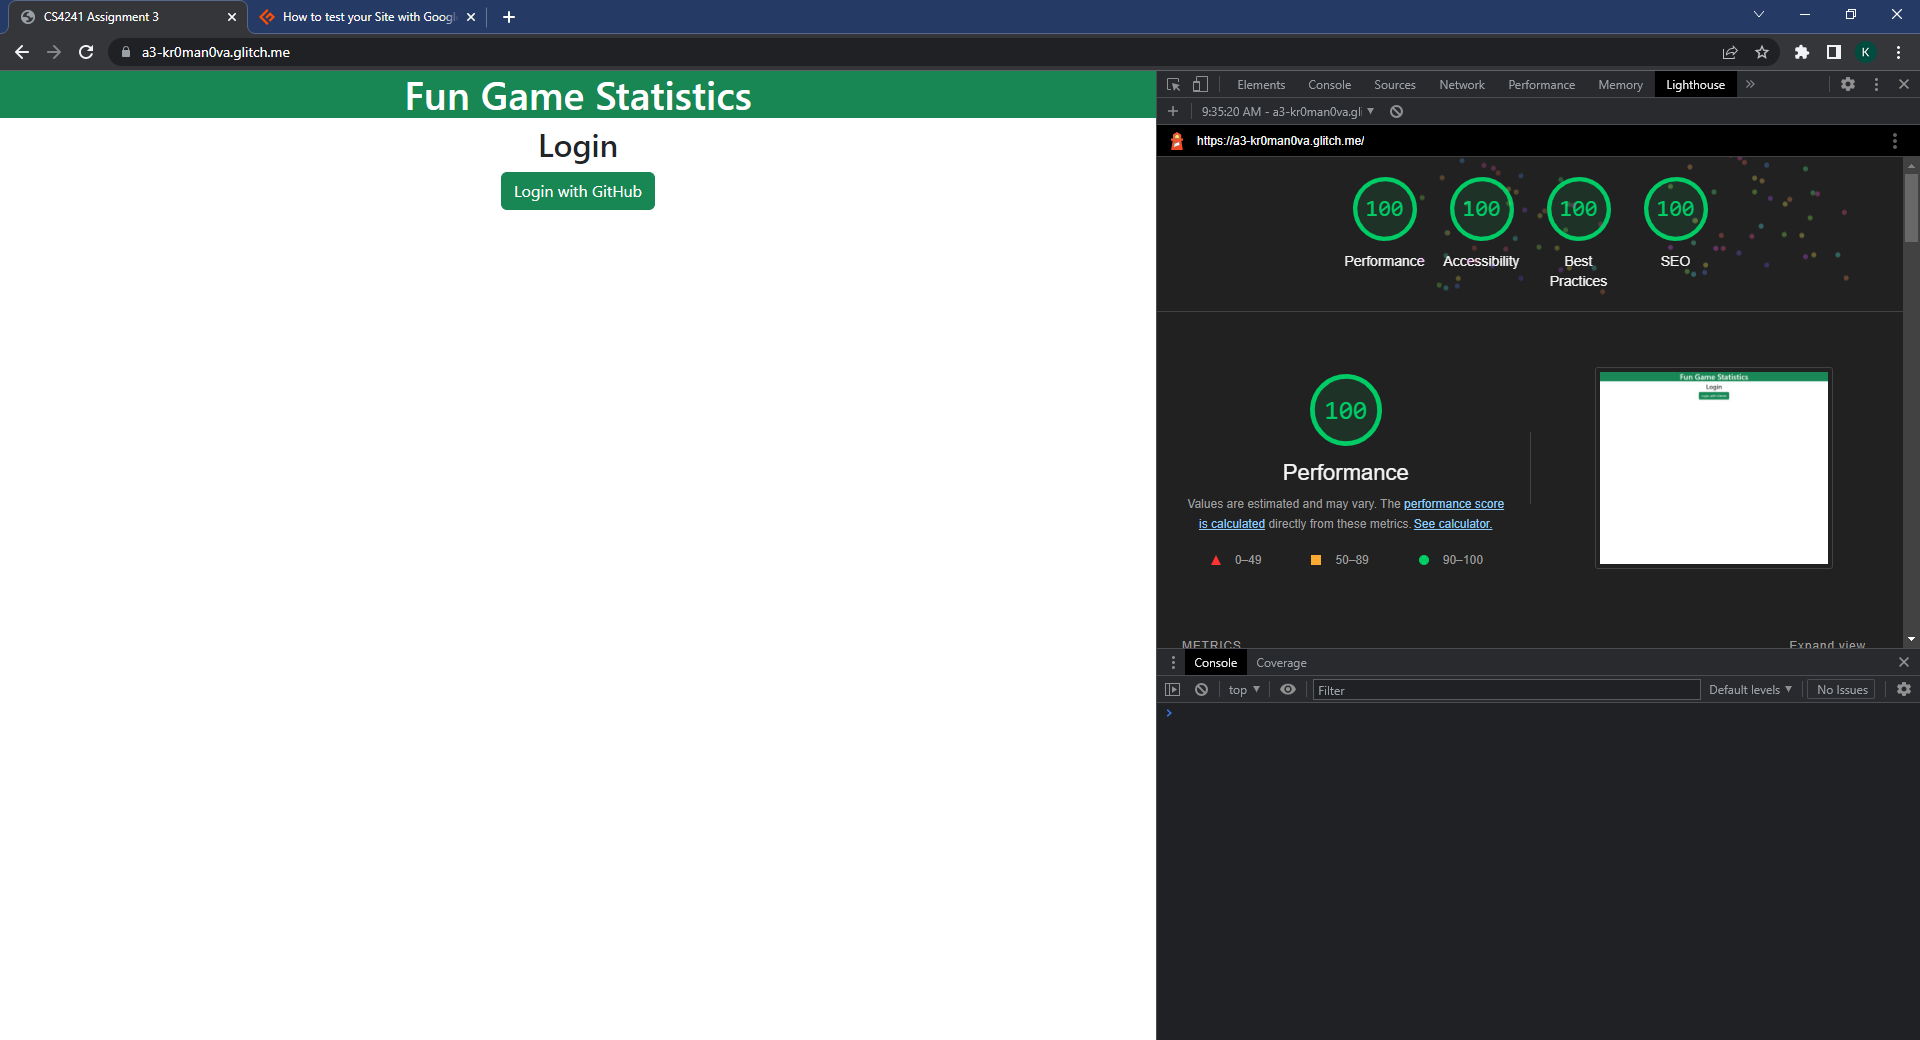 CS4241 Assignment 3
How to test your Site with Googl
a3-kr0man0va.glitch.me
K
Fun Game Statistics
Login
Login with GitHub
Elements Console Sources Network Performance Memory Lighthouse
9:35:20 AM - a3-kr0man0va.gli
https://a3-kr0man0va.glitch.me/
100 100 100 100
Performance Accessibility Best Practices SEO
100
Performance
Values are estimated and may vary. The performance score
is calculated directly from these metrics. See calculator.
0–49 50–89 90–100
Fun Game Statistics
Login
METRICS Expand view
Console Coverage
top Filter Default levels No Issues